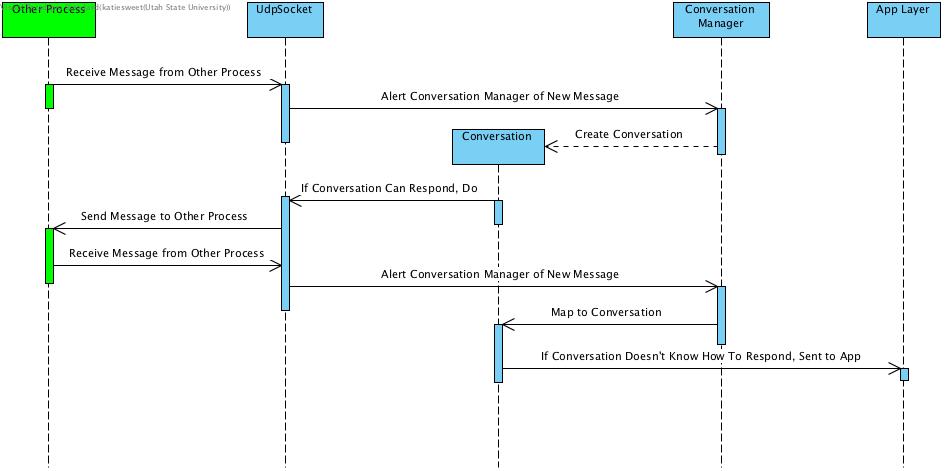 Other Process
(katiesweet(Utah State University))
UdpSocket
Conversation
Manager
App Layer
Receive Message from Other Process
Alert Conversation Manager of New Message
Create Conversation
Conversation
If Conversation Can Respond, Do
Send Message to Other Process
Receive Message from Other Process
Alert Conversation Manager of New Message
Map to Conversation
If Conversation Doesn't Know How To Respond, Sent to App